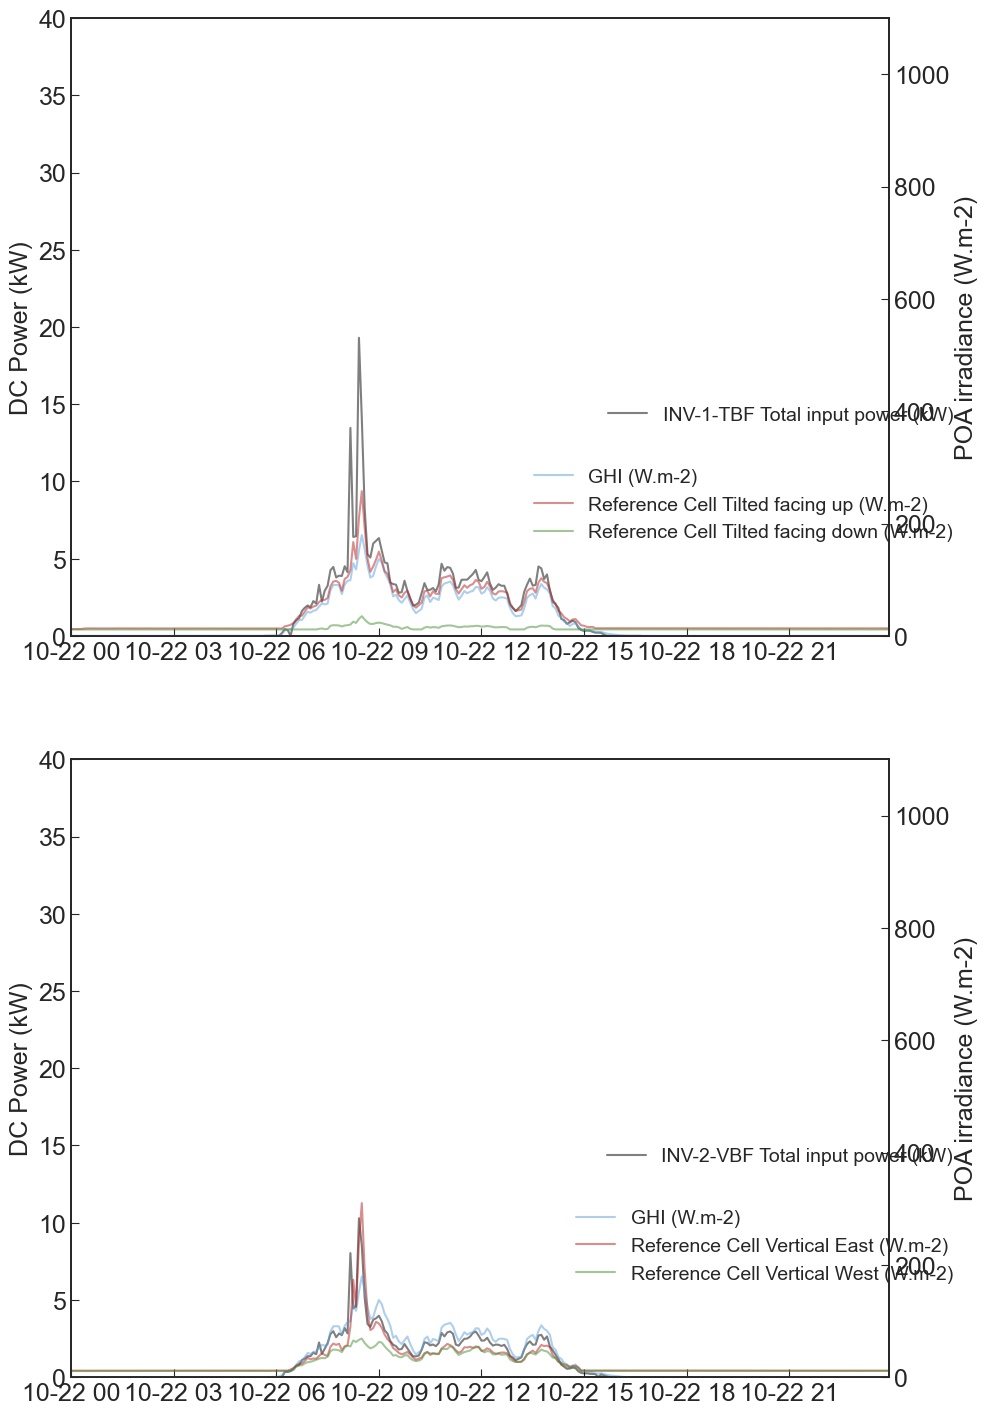 40
35
30
25
20
15
10
5
0
DC Power (kW)
1000
800
600
400
200
0
POA irradiance (W.m-2)
INV-1-TBF Total input power (kW)
GHI (W.m-2)
Reference Cell Tilted facing up (W.m-2)
Reference Cell Tilted facing down (W.m-2)
10-22 00 10-22 03 10-22 06 10-22 09 10-22 12 10-22 15 10-22 18 10-22 21
40
35
30
25
20
15
10
5
0
DC Power (kW)
1000
800
600
400
200
0
POA irradiance (W.m-2)
INV-2-VBF Total input power (kW)
GHI (W.m-2)
Reference Cell Vertical East (W.m-2)
Reference Cell Vertical West (W.m-2)
10-22 00 10-22 03 10-22 06 10-22 09 10-22 12 10-22 15 10-22 18 10-22 21